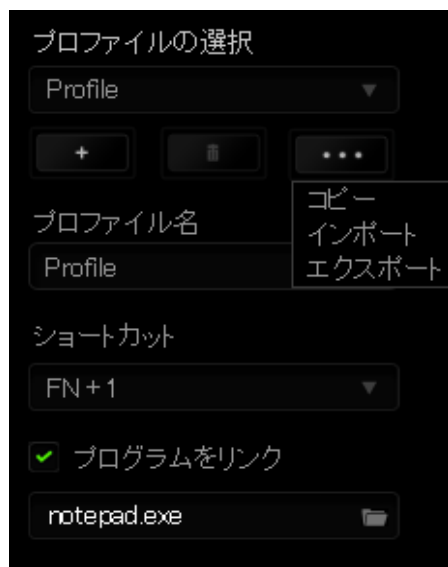 プロファイルの選択
Profile
+
...
コピー
インポート
エクスポート
プロファイル名
Profile
ショートカット
FN+1
プログラムをリンク
notepad.exe